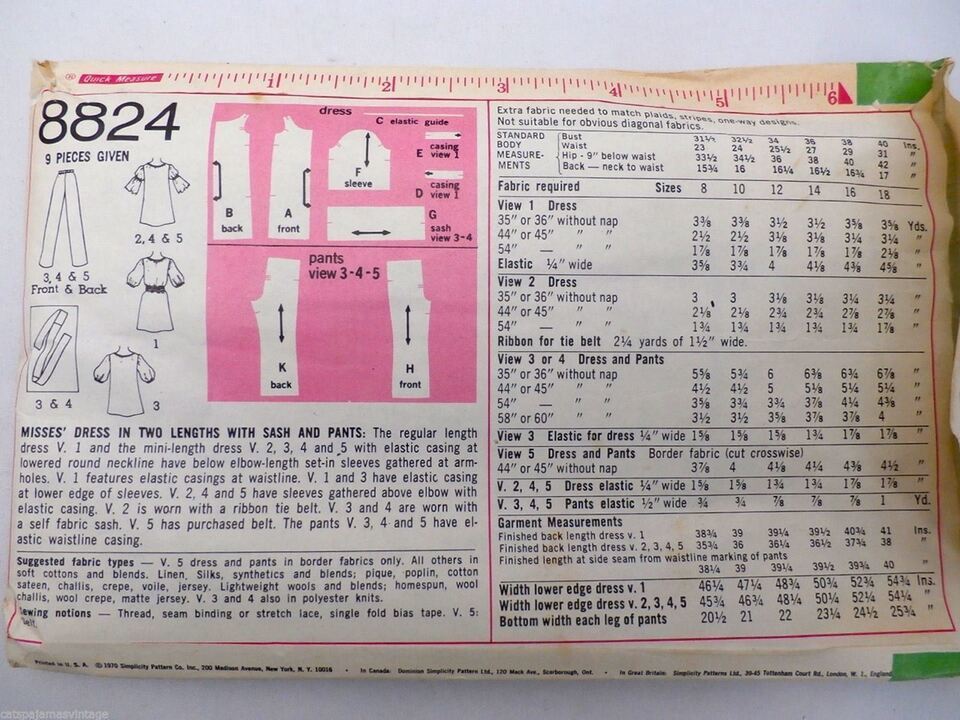 ® Quick Measure 1 2 3 4 5 6
8824
9 PIECES GIVEN
3, 4 & 5
Front & Back
2, 4 & 5
1
3 & 4
3
dress
C elastic guide
E casing view 1
D casing view 1
F
sleeve
G
sash
view 3-4
B
back
A
front
pants
view 3-4-5
K
back
H
front
MISSES' DRESS IN TWO LENGTHS WITH SASH AND PANTS: The regular length
dress V. 1 and the mini-length dress V. 2, 3, 4 and 5 with elastic casing at
lowered round neckline have below elbow-length set-in sleeves gathered at arm-
holes. V. 1 features elastic casings at waistline. V. 1 and 3 have elastic casing
at lower edge of sleeves. V. 2, 4 and 5 have sleeves gathered above elbow with
elastic casing. V. 2 is worn with a ribbon tie belt. V. 3 and 4 are worn with
a self fabric sash. V. 5 has purchased belt. The pants V. 3, 4 and 5 have el-
astic waistline casing.
Suggested fabric types — V. 5 dress and pants in border fabrics only. All others in
soft cottons and blends. Linen, Silks, synthetics and blends; pique, poplin, cotton
sateen, challis, crepe, voile, jersey. Lightweight wools and blends; homespun, wool
challis, wool crepe, matte jersey. V. 3 and 4 also in polyester knits.
Sewing notions — Thread, seam binding or stretch lace, single fold bias tape. V. 5:
belt.
Extra fabric needed to match plaids, stripes, one-way designs.
Not suitable for obvious diagonal fabrics.
STANDARD Bust 31½ 32½ 34 36 38 40 Ins.
BODY Waist 23 24 25½ 27 29 31 "
MEASURE- Hip - 9" below waist 33½ 34½ 36 38 40 42 "
MENTS Back — neck to waist 15¾ 16 16¼ 16½ 16¾ 17 "
Fabric required Sizes 8 10 12 14 16 18
View 1 Dress
35" or 36" without nap 3⅜ 3⅜ 3½ 3½ 3⅝ 3⅝ Yds.
44" or 45" " " 2½ 2½ 3⅛ 3⅛ 3¼ 3¼ "
54" — " " 1⅞ 1⅞ 1⅞ 1⅞ 1⅞ 2⅛ "
Elastic ¼" wide 3⅝ 3¾ 4 4⅛ 4⅜ 4⅝ "
View 2 Dress
35" or 36" without nap 3 3 3⅛ 3⅛ 3¼ 3¼ "
44" or 45" " " 2⅛ 2⅛ 2¾ 2¾ 2⅞ 2⅞ "
54" — " " 1¾ 1¾ 1¾ 1¾ 1¾ 1⅞ "
Ribbon for tie belt 2¼ yards of 1½" wide.
View 3 or 4 Dress and Pants
35" or 36" without nap 5⅝ 5¾ 6 6⅜ 6¾ 6⅞ "
44" or 45" " " 4½ 4½ 5 5⅛ 5¼ 5¼ "
54" — " " 3⅝ 3¾ 3¾ 3⅞ 4¼ 4⅜ "
58" or 60" " " 3½ 3½ 3⅝ 3⅞ 3⅞ 4 "
View 3 Elastic for dress ¼" wide 1⅝ 1⅝ 1⅝ 1¾ 1⅞ 1⅞ "
View 5 Dress and Pants Border fabric (cut crosswise)
44" or 45" without nap 3⅞ 4 4¼ 4¼ 4⅜ 4½ "
V. 2, 4, 5 Dress elastic ¼" wide 1⅝ 1⅝ 1¾ 1¾ 1⅞ 1⅞ "
V. 3, 4, 5 Pants elastic ½" wide ¾ ¾ ⅞ ⅞ ⅞ 1 Yd.
Garment Measurements
Finished back length dress v. 1 38¾ 39 39¼ 39½ 40¾ 41 Ins.
Finished back length dress v. 2, 3, 4, 5 35¾ 36 36¼ 36½ 37¾ 38 "
Finished length at side seam from waistline marking of pants
38¼ 39 39¼ 39½ 39¾ 40 "
Width lower edge dress v. 1 46¼ 47¼ 48¾ 50¾ 52¾ 54¾ Ins.
Width lower edge dress v. 2, 3, 4, 5 45¾ 46¾ 48¼ 50¼ 52¼ 54¼ "
Bottom width each leg of pants 20½ 21 22 23¼ 24½ 25¾ "
Printed in U. S. A. © 1970 Simplicity Pattern Co. Inc., 200 Madison Avenue, New York, N. Y. 10016 • In Canada: Dominion Simplicity Pattern Ltd., 120 Mack Ave., Scarborough, Ont. • In Great Britain: Simplicity Patterns Ltd., 39-45 Tottenham Court Rd., London, W. 1., England
catspajamasvintage